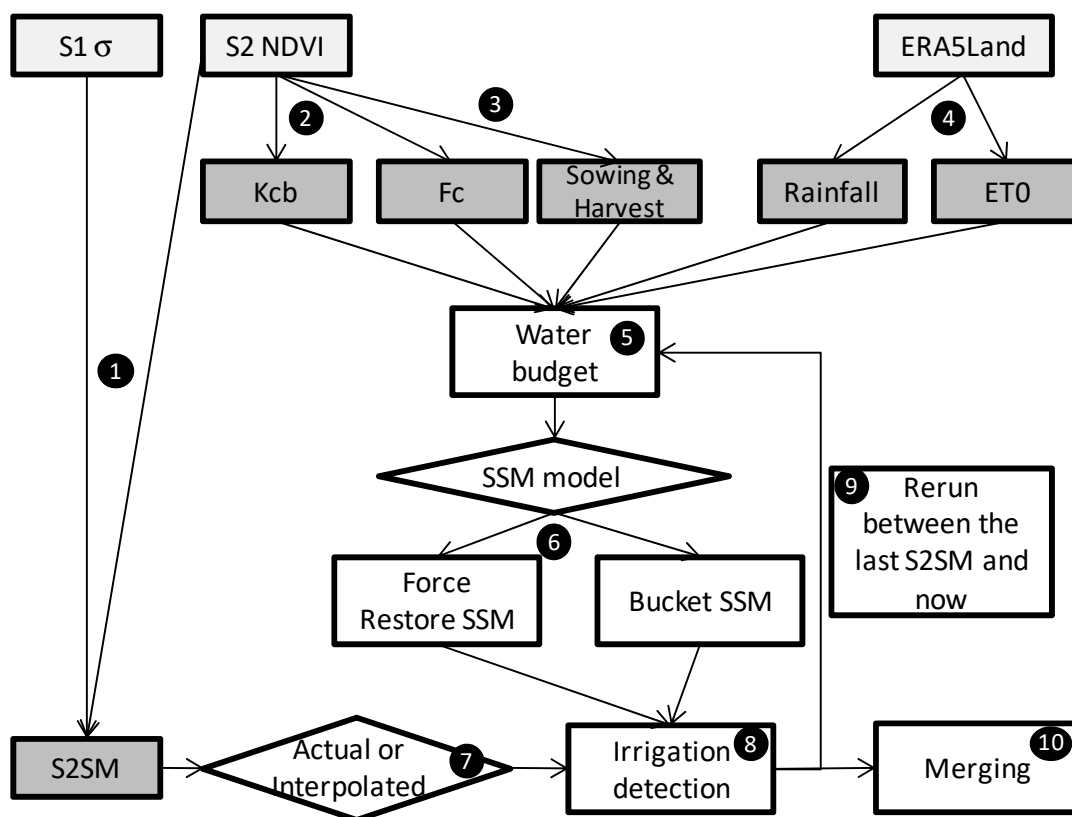 S1 σ
S2 NDVI
ERA5Land
2
3
4
Kcb
Fc
Sowing &
Harvest
Rainfall
ET0
1
Water
budget
5
SSM model
6
Force
Restore SSM
Bucket SSM
9
Rerun
between the
last S2SM and
now
S2SM
Actual or
Interpolated
7
Irrigation
detection
8
Merging
10